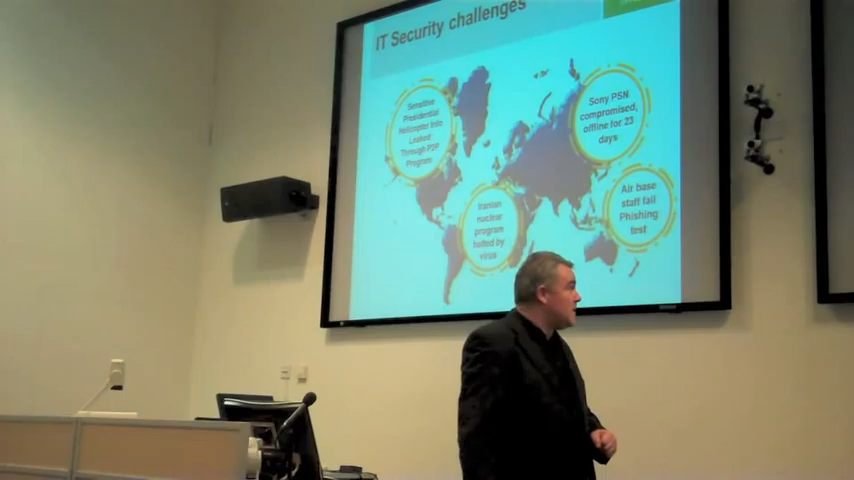 IT Security challenges
Sensitive
Presidential
Helicopter Info
Leaked
Through P2P
Program
Sony PSN
compromised,
offline for 23
days
Iranian
nuclear
program
halted by
virus
Air base
staff fail
Phishing
test